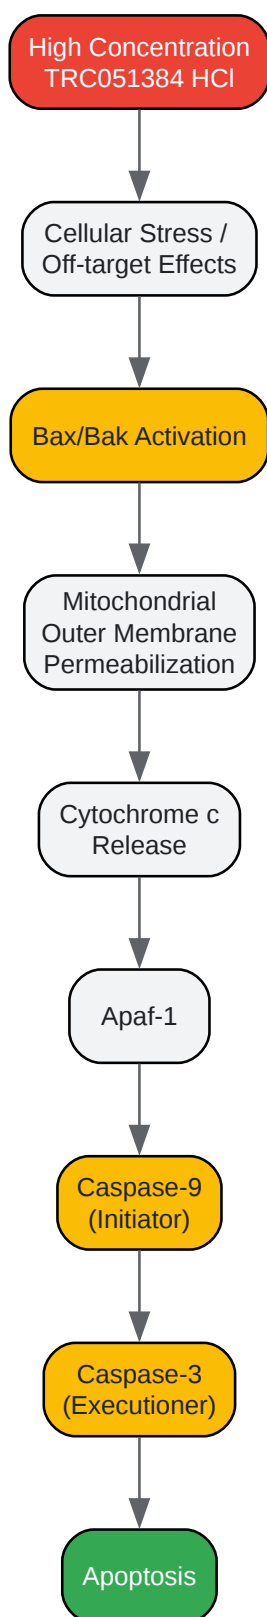 High Concentration
TRC051384 HCl
Cellular Stress /
Off-target Effects
Bax/Bak Activation
Mitochondrial
Outer Membrane
Permeabilization
Cytochrome c
Release
Apaf-1
Caspase-9
(Initiator)
Caspase-3
(Executioner)
Apoptosis